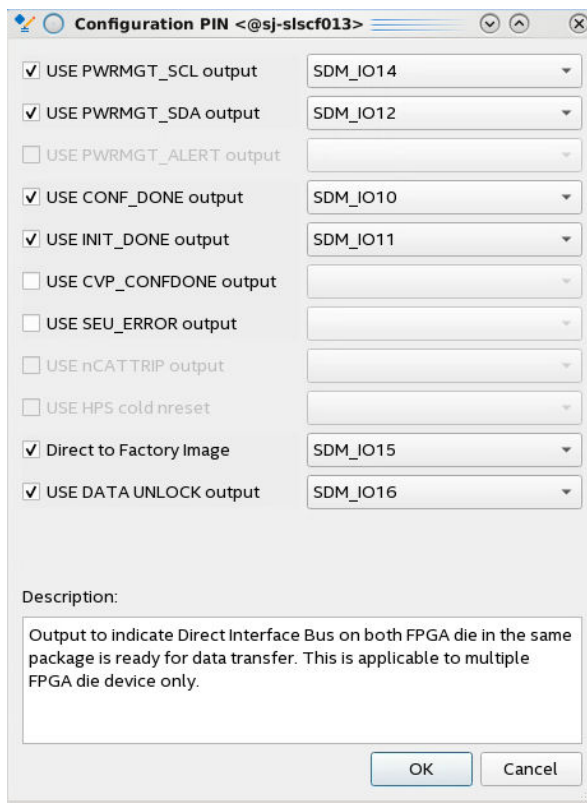 Configuration PIN <@sj-slscf013>
USE PWRMGT_SCL output SDM_IO14
USE PWRMGT_SDA output SDM_IO12
USE PWRMGT_ALERT output
USE CONF_DONE output SDM_IO10
USE INIT_DONE output SDM_IO11
USE CVP_CONFDONE output
USE SEU_ERROR output
USE nCATTRIP output
USE HPS cold nreset
Direct to Factory Image SDM_IO15
USE DATA UNLOCK output SDM_IO16
Description:
Output to indicate Direct Interface Bus on both FPGA die in the same
package is ready for data transfer. This is applicable to multiple
FPGA die device only.
OK Cancel